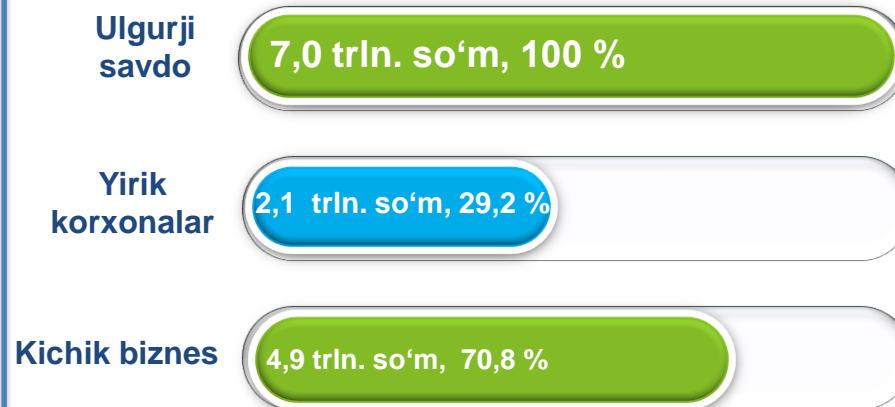 Ulgurji
savdo
7,0 trln. so‘m, 100 %
Yirik
korxonalar
2,1 trln. so‘m, 29,2 %
Kichik biznes
4,9 trln. so‘m, 70,8 %